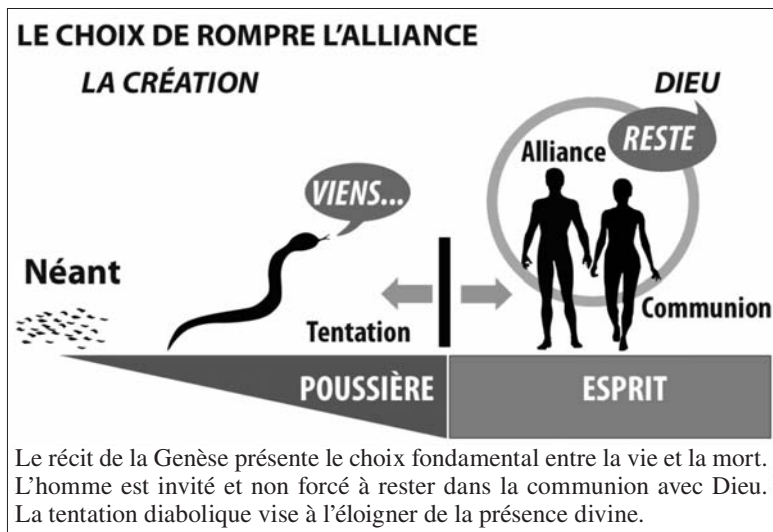 LE CHOIX DE ROMPRE L'ALLIANCE
LA CRÉATION
DIEU
RESTE
Alliance
VIENS...
Néant
Tentation
Communion
POUSSIÈRE
ESPRIT
Le récit de la Genèse présente le choix fondamental entre la vie et la mort.
L'homme est invité et non forcé à rester dans la communion avec Dieu.
La tentation diabolique vise à l'éloigner de la présence divine.